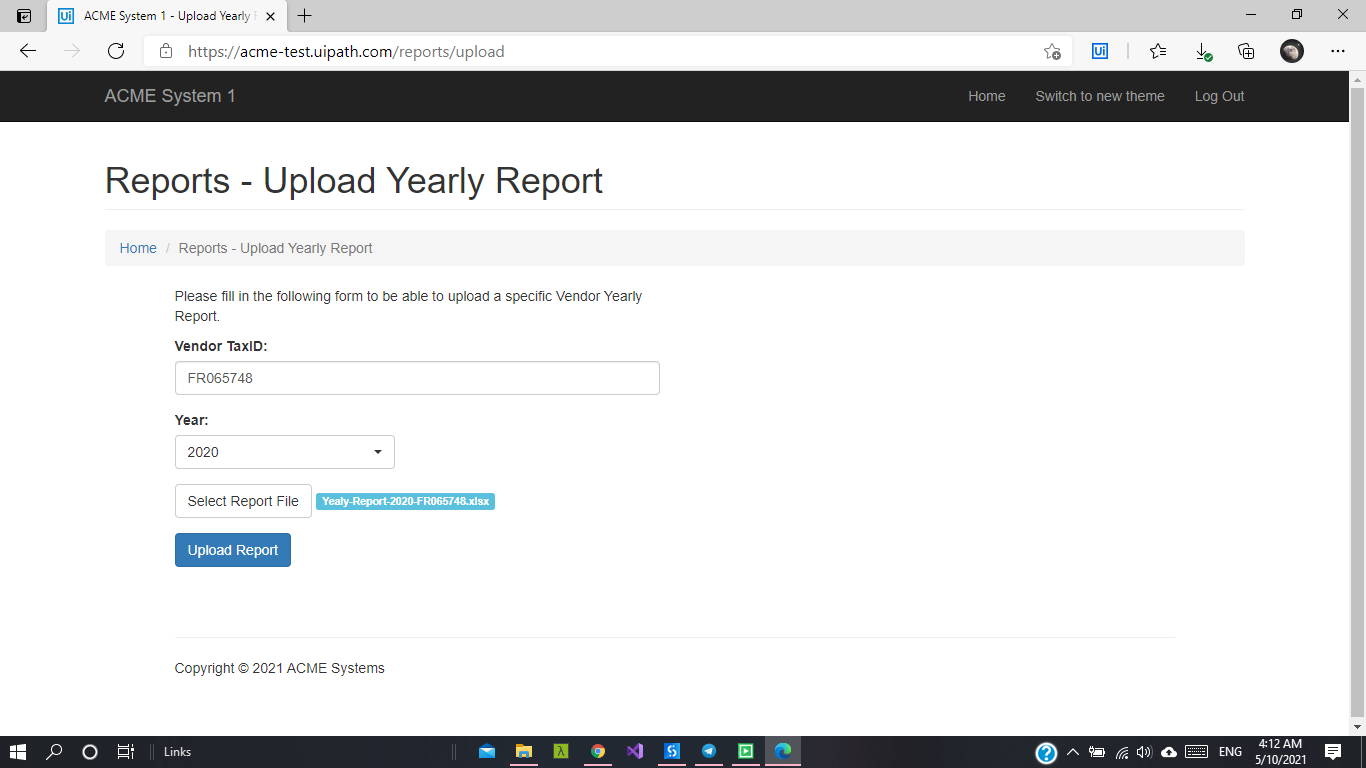 Ui ACME System 1 - Upload Yearly
https://acme-test.uipath.com/reports/upload
Ui
ACME System 1
Home
Switch to new theme
Log Out
Reports - Upload Yearly Report
Home / Reports - Upload Yearly Report
Please fill in the following form to be able to upload a specific Vendor Yearly
Report.
Vendor TaxID:
FR065748
Year:
2020
Select Report File
Yealy-Report-2020-FR065748.xlsx
Upload Report
Copyright © 2021 ACME Systems
Links
ENG
4:12 AM
5/10/2021